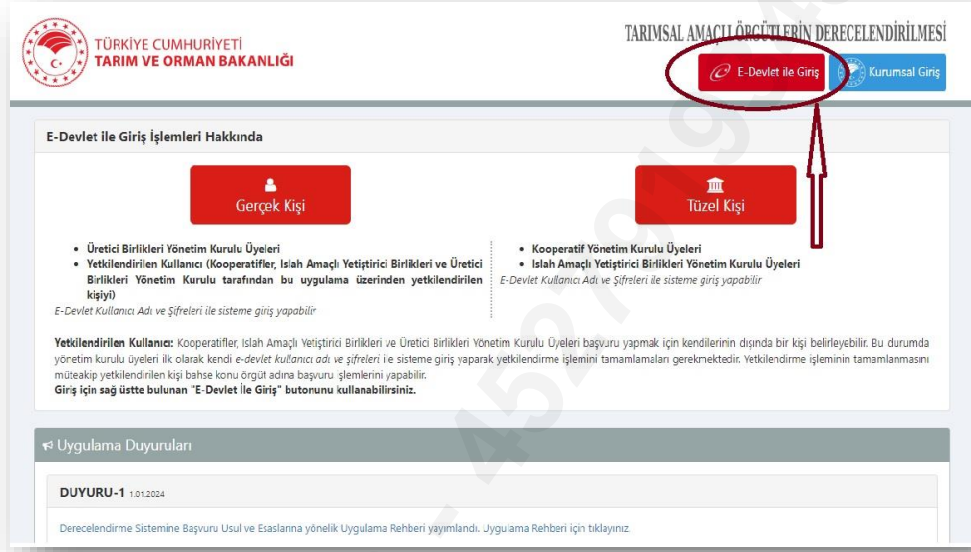 TÜRKİYE CUMHURİYETİ
TARIM VE ORMAN BAKANLIĞI
TARIMSAL AMAÇLI ÖRGÜTLERİN DERECELENDİRİLMESİ
E-Devlet ile Giriş
Kurumsal Giriş
E-Devlet ile Giriş İşlemleri Hakkında
Gerçek Kişi
• Üretici Birlikleri Yönetim Kurulu Üyeleri
• Yetkilendirilen Kullanıcı (Kooperatifler, Islah Amaçlı Yetiştirici Birlikleri ve Üretici
Birlikleri Yönetim Kurulu tarafından bu uygulama üzerinden yetkilendirilen
kişiyi)
E-Devlet Kullanıcı Adı ve Şifreleri ile sisteme giriş yapabilir
Tüzel Kişi
• Kooperatif Yönetim Kurulu Üyeleri
• Islah Amaçlı Yetiştirici Birlikleri Yönetim Kurulu Üyeleri
E-Devlet Kullanıcı Adı ve Şifreleri ile sisteme giriş yapabilir
Yetkilendirilen Kullanıcı: Kooperatifler, Islah Amaçlı Yetiştirici Birlikleri ve Üretici Birlikleri Yönetim Kurulu Üyeleri başvuru yapmak için kendilerinin dışında bir kişi belirleyebilir. Bu durumda
yönetim kurulu üyeleri ilk olarak kendi e-devlet kullanıcı adı ve şifreleri ile sisteme giriş yaparak yetkilendirme işlemini tamamlamaları gerekmektedir. Yetkilendirme işleminin tamamlanmasını
müteakip yetkilendirilen kişi bahse konu örgüt adına başvuru işlemlerini yapabilir.
Giriş için sağ üstte bulunan "E-Devlet İle Giriş" butonunu kullanabilirsiniz.
Uygulama Duyuruları
DUYURU-1 1.01.2024
Derecelendirme Sistemine Başvuru Usul ve Esaslarına yönelik Uygulama Rehberi yayımlandı. Uygulama Rehberi için tıklayınız.